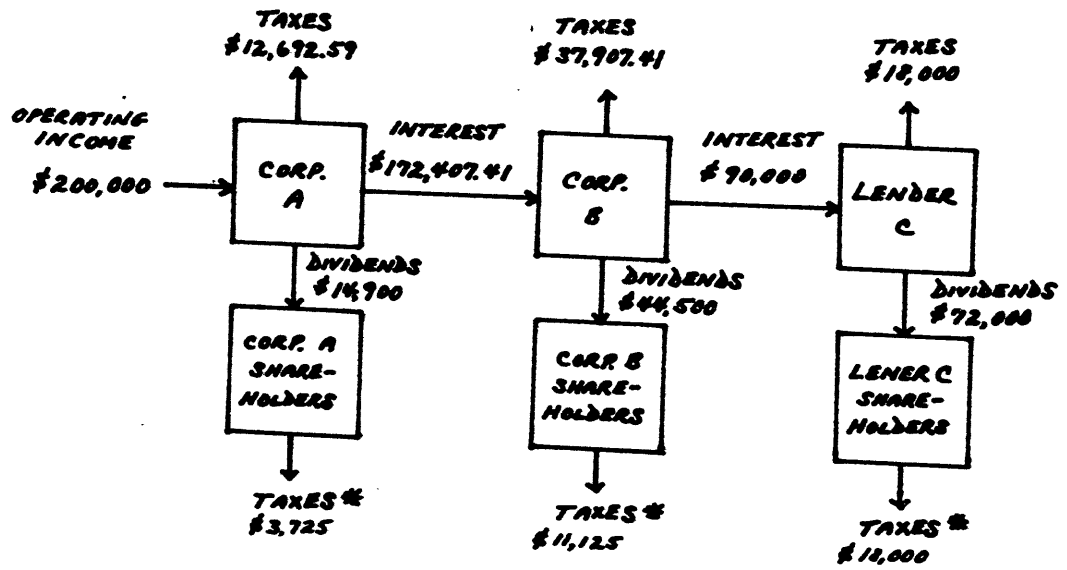 TAXES
$12,692.59
TAXES
$37,907.41
TAXES
$18,000
OPERATING
INCOME
$200,000
CORP.
A
INTEREST
$172,407.41
CORP.
B
INTEREST
$90,000
LENDER
C
DIVIDENDS
$14,900
DIVIDENDS
$44,500
DIVIDENDS
$72,000
CORP. A
SHARE-
HOLDERS
CORP. B
SHARE-
HOLDERS
LENER C
SHARE-
HOLDERS
TAXES*
$3,725
TAXES*
$11,125
TAXES*
$18,000